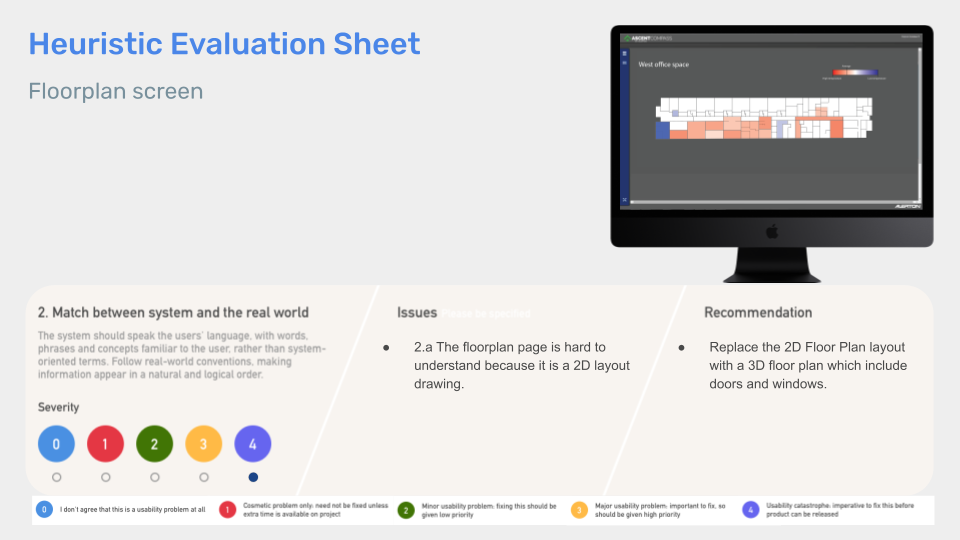 Heuristic Evaluation Sheet
Floorplan screen
ASCENT COMPASS
West office space
Energy
ALERTON
2. Match between system and the real world
The system should speak the users' language, with words,
phrases and concepts familiar to the user, rather than system-
oriented terms. Follow real-world conventions, making
information appear in a natural and logical order.
Severity
0 1 2 3 4
Issues Please be specified
2.a The floorplan page is hard to
understand because it is a 2D layout
drawing.
Recommendation
Replace the 2D Floor Plan layout
with a 3D floor plan which include
doors and windows.
0 I don't agree that this is a usability problem at all
1 Cosmetic problem only: need not be fixed unless
extra time is available on project
2 Minor usability problem: fixing this should be
given low priority
3 Major usability problem: important to fix, so
should be given high priority
4 Usability catastrophe: imperative to fix this before
product can be released